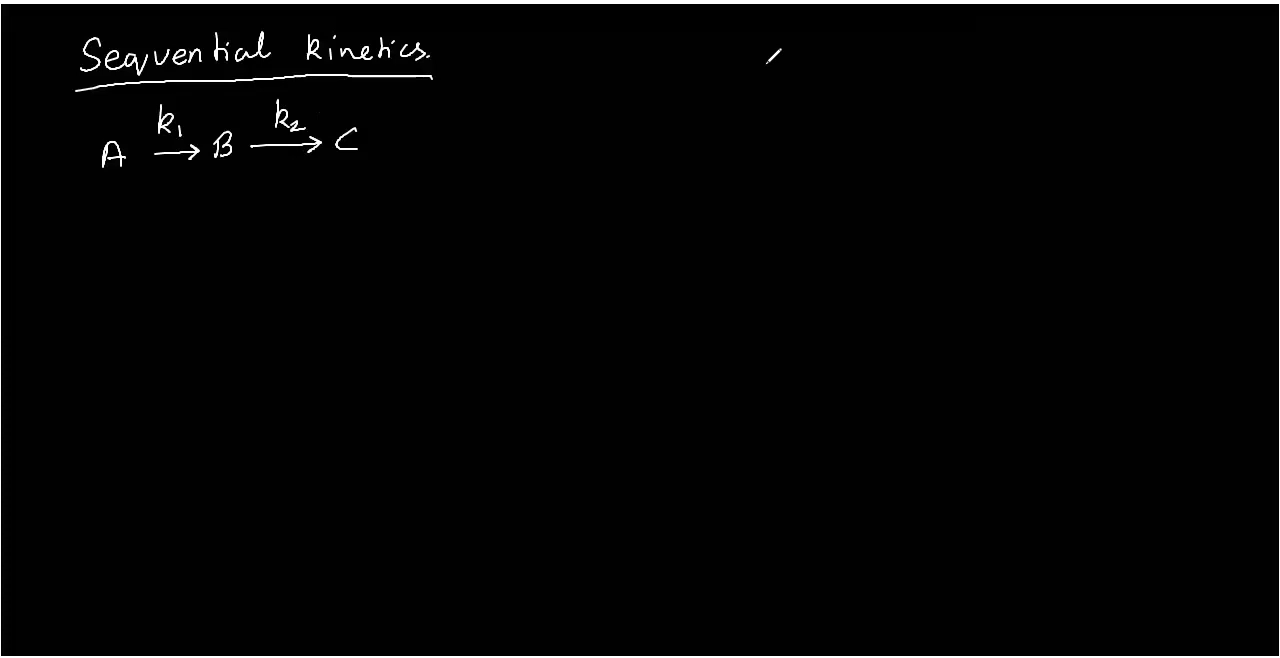 Sequential kinetics.
A k₁→ B k₂→ C